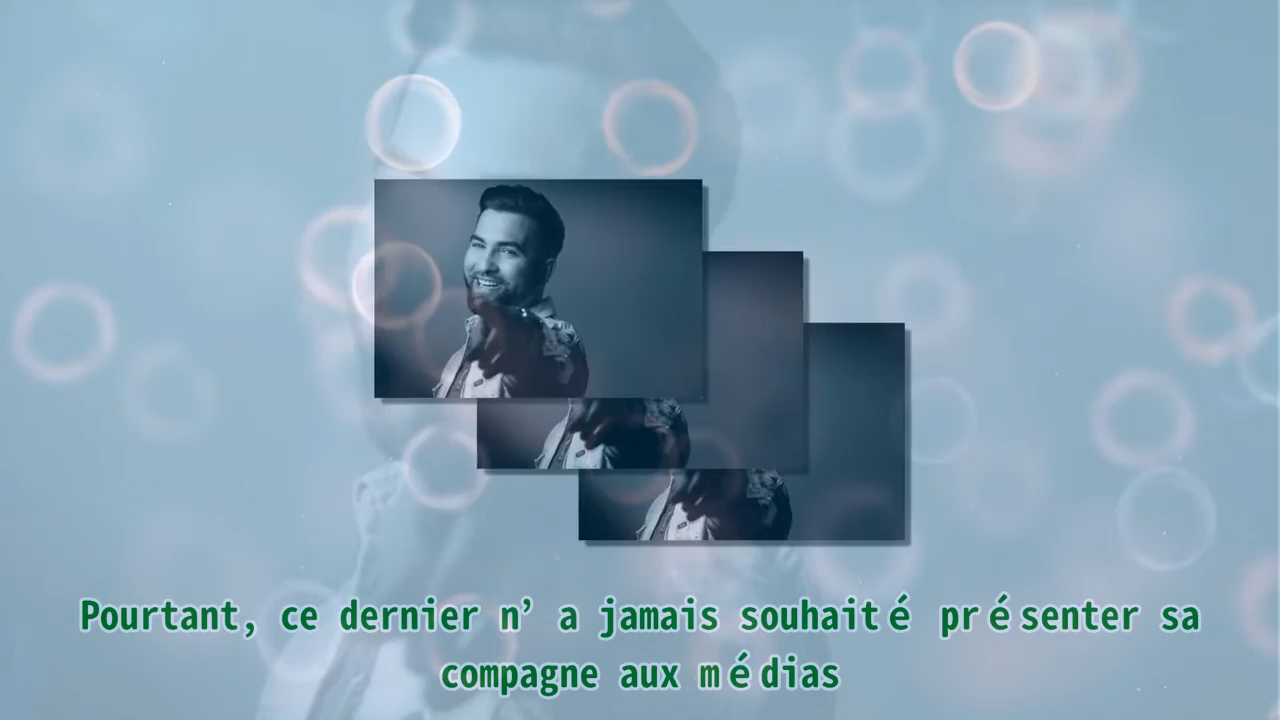 Pourtant, ce dernier n’ a jamais souhaité présenter sa
compagne aux médias